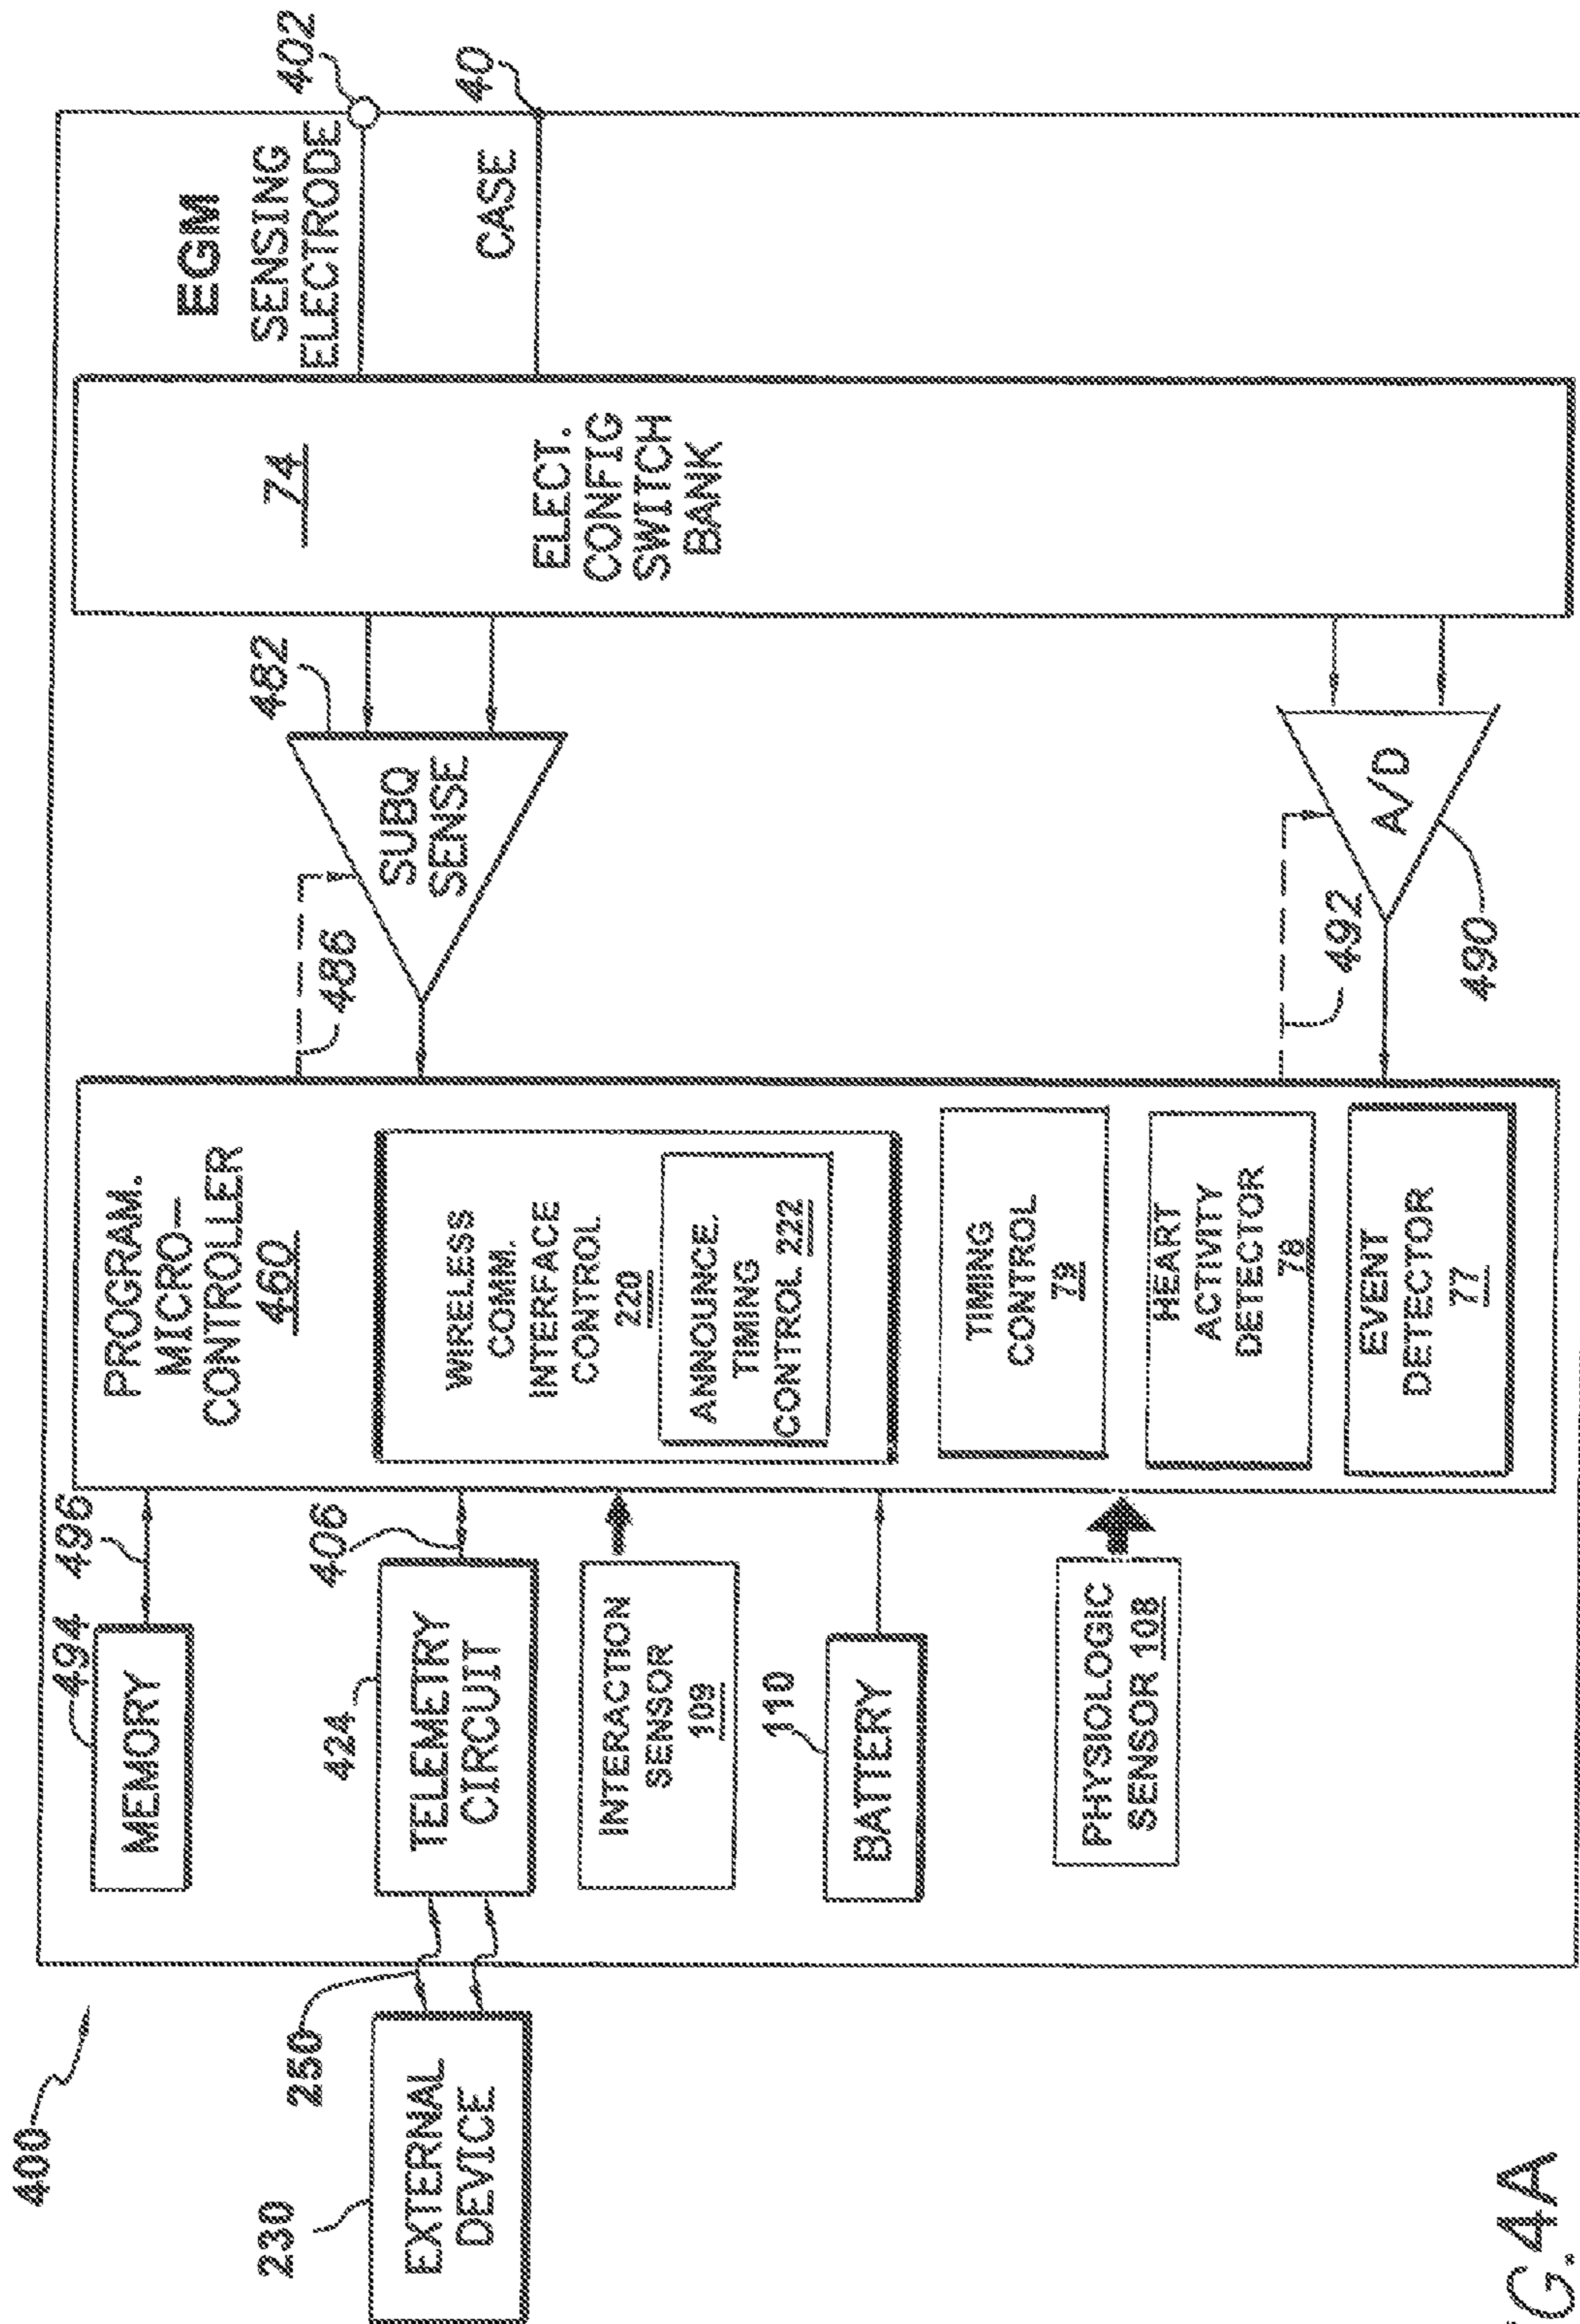 400
230
EXTERNAL
DEVICE
250
494
MEMORY
496
424
TELEMETRY
CIRCUIT
406
INTERACTION
SENSOR
109
110
BATTERY
PHYSIOLOGIC
SENSOR 108
PROGRAM.
MICRO-
CONTROLLER
460
WIRELESS
COMM.
INTERFACE
CONTROL
220
ANNOUNCE.
TIMING
CONTROL 222
TIMING
CONTROL
79
HEART
ACTIVITY
DETECTOR
78
EVENT
DETECTOR
77
486
SUBQ
SENSE
482
492
A/D
490
74
ELECT.
CONFIG
SWITCH
BANK
EGM
SENSING
ELECTRODE
402
CASE
40
G.4A